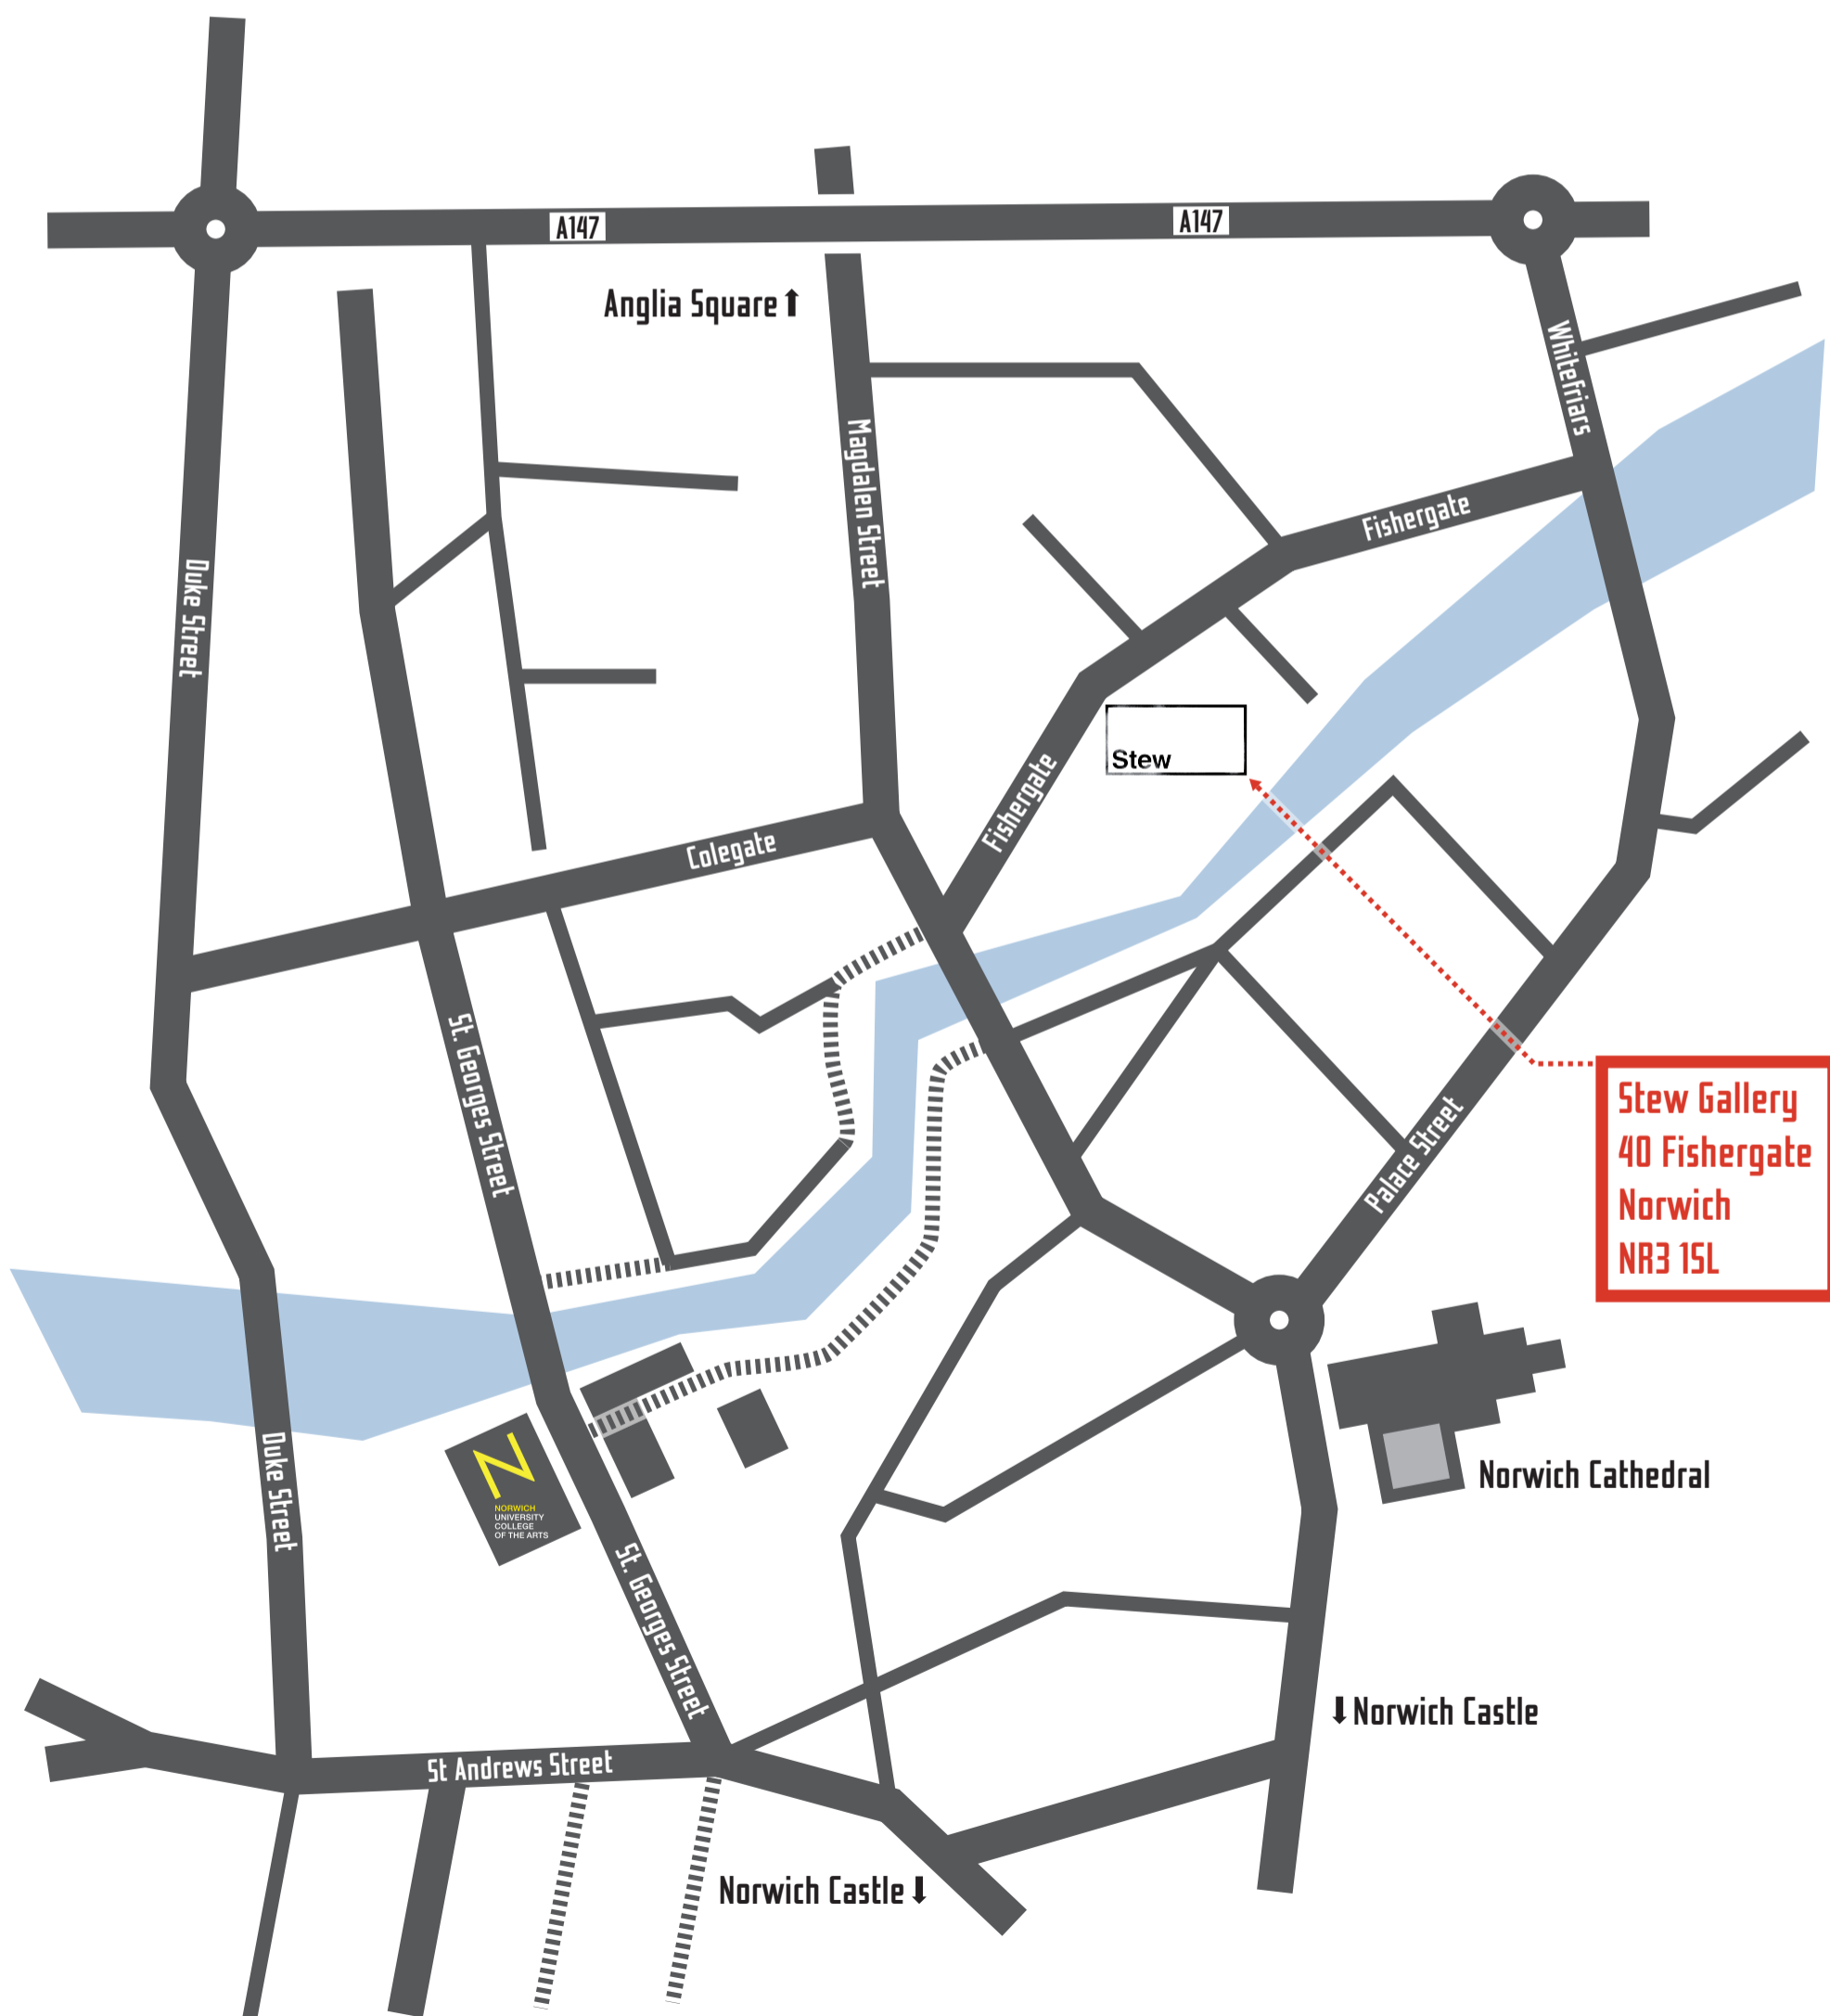 A147
A147
Anglia Square
Whitefriars
Magdalen Street
Fishergate
Duke Street
Stew
Fishergate
Colegate
St. Georges Street
Palace Street
Stew Gallery
40 Fishergate
Norwich
NR3 1SL
Duke Street
NORWICH
UNIVERSITY
COLLEGE
OF THE ARTS
Norwich Cathedral
St. Georges Street
Norwich Castle
St Andrews Street
Norwich Castle